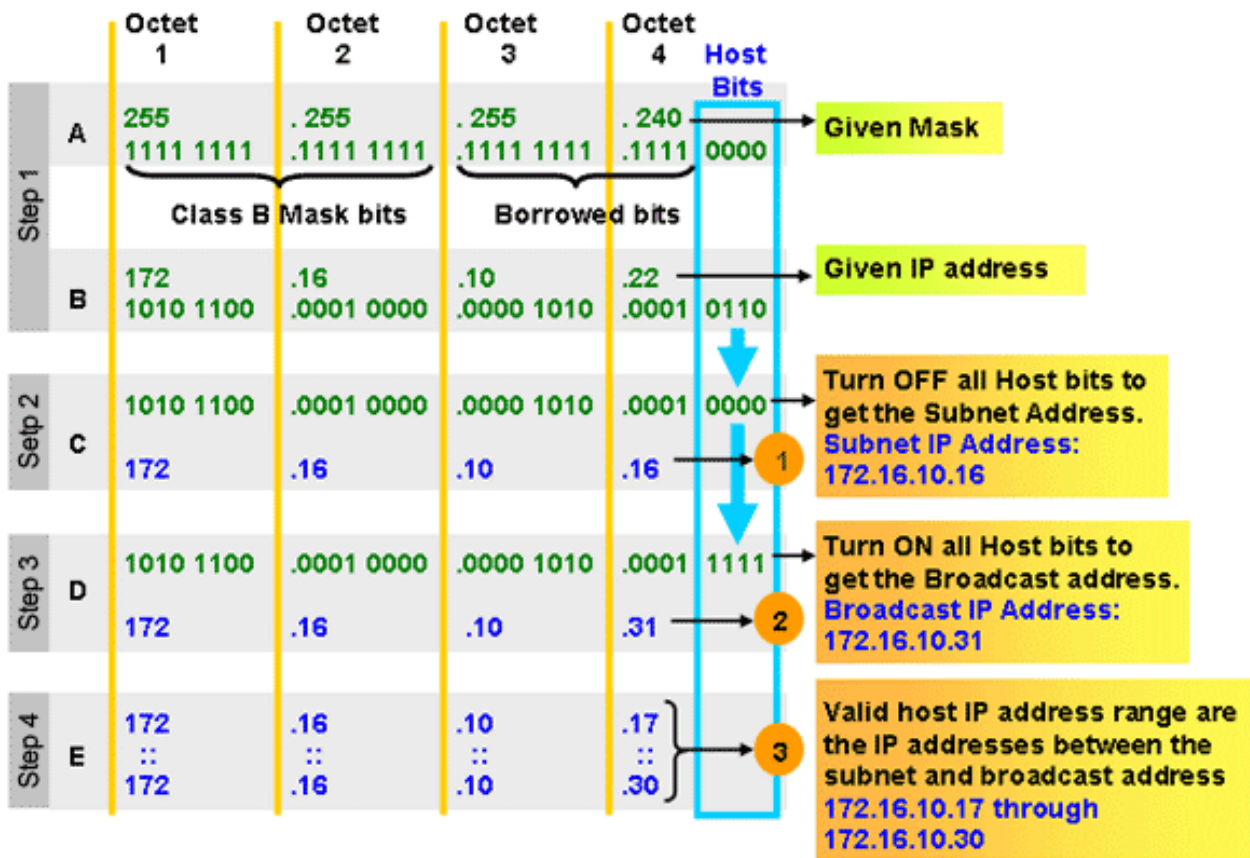 Octet Octet Octet Octet
1 2 3 4 Host
Bits
Step 1
A
255 . 255 . 255 . 240
1111 1111 .1111 1111 .1111 1111 .1111 0000
Given Mask
Class B Mask bits Borrowed bits
B
172 .16 .10 .22
1010 1100 .0001 0000 .0000 1010 .0001 0110
Given IP address
Setp 2
C
1010 1100 .0001 0000 .0000 1010 .0001 0000
172 .16 .10 .16
1
Turn OFF all Host bits to
get the Subnet Address.
Subnet IP Address:
172.16.10.16
Step 3
D
1010 1100 .0001 0000 .0000 1010 .0001 1111
172 .16 .10 .31
2
Turn ON all Host bits to
get the Broadcast address.
Broadcast IP Address:
172.16.10.31
Step 4
E
172 .16 .10 .17
:: :: :: ::
172 .16 .10 .30
3
Valid host IP address range are
the IP addresses between the
subnet and broadcast address
172.16.10.17 through
172.16.10.30